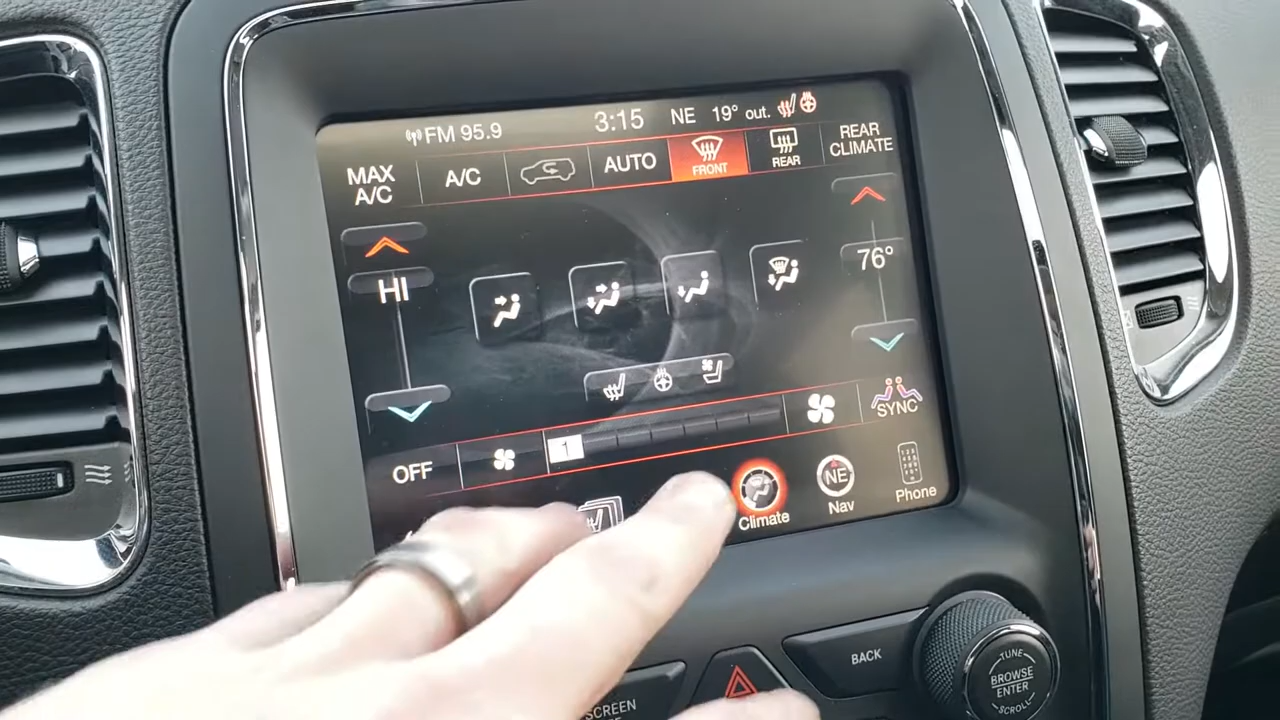 FM 95.9
3:15
NE
19° out.
MAX
A/C
A/C
AUTO
FRONT
REAR
REAR
CLIMATE
HI
76°
OFF
1
SYNC
Climate
NE
Nav
Phone
SCREEN
BACK
TUNE
BROWSE
ENTER
SCROLL